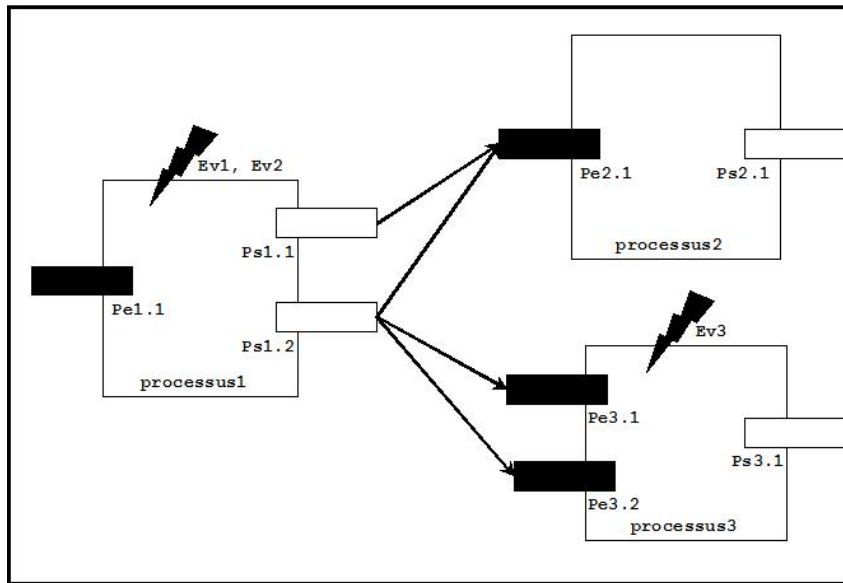 Ev1, Ev2
Pe2.1
Ps2.1
processus2
Ps1.1
Pe1.1
Ps1.2
processus1
Ev3
Pe3.1
Ps3.1
Pe3.2
processus3